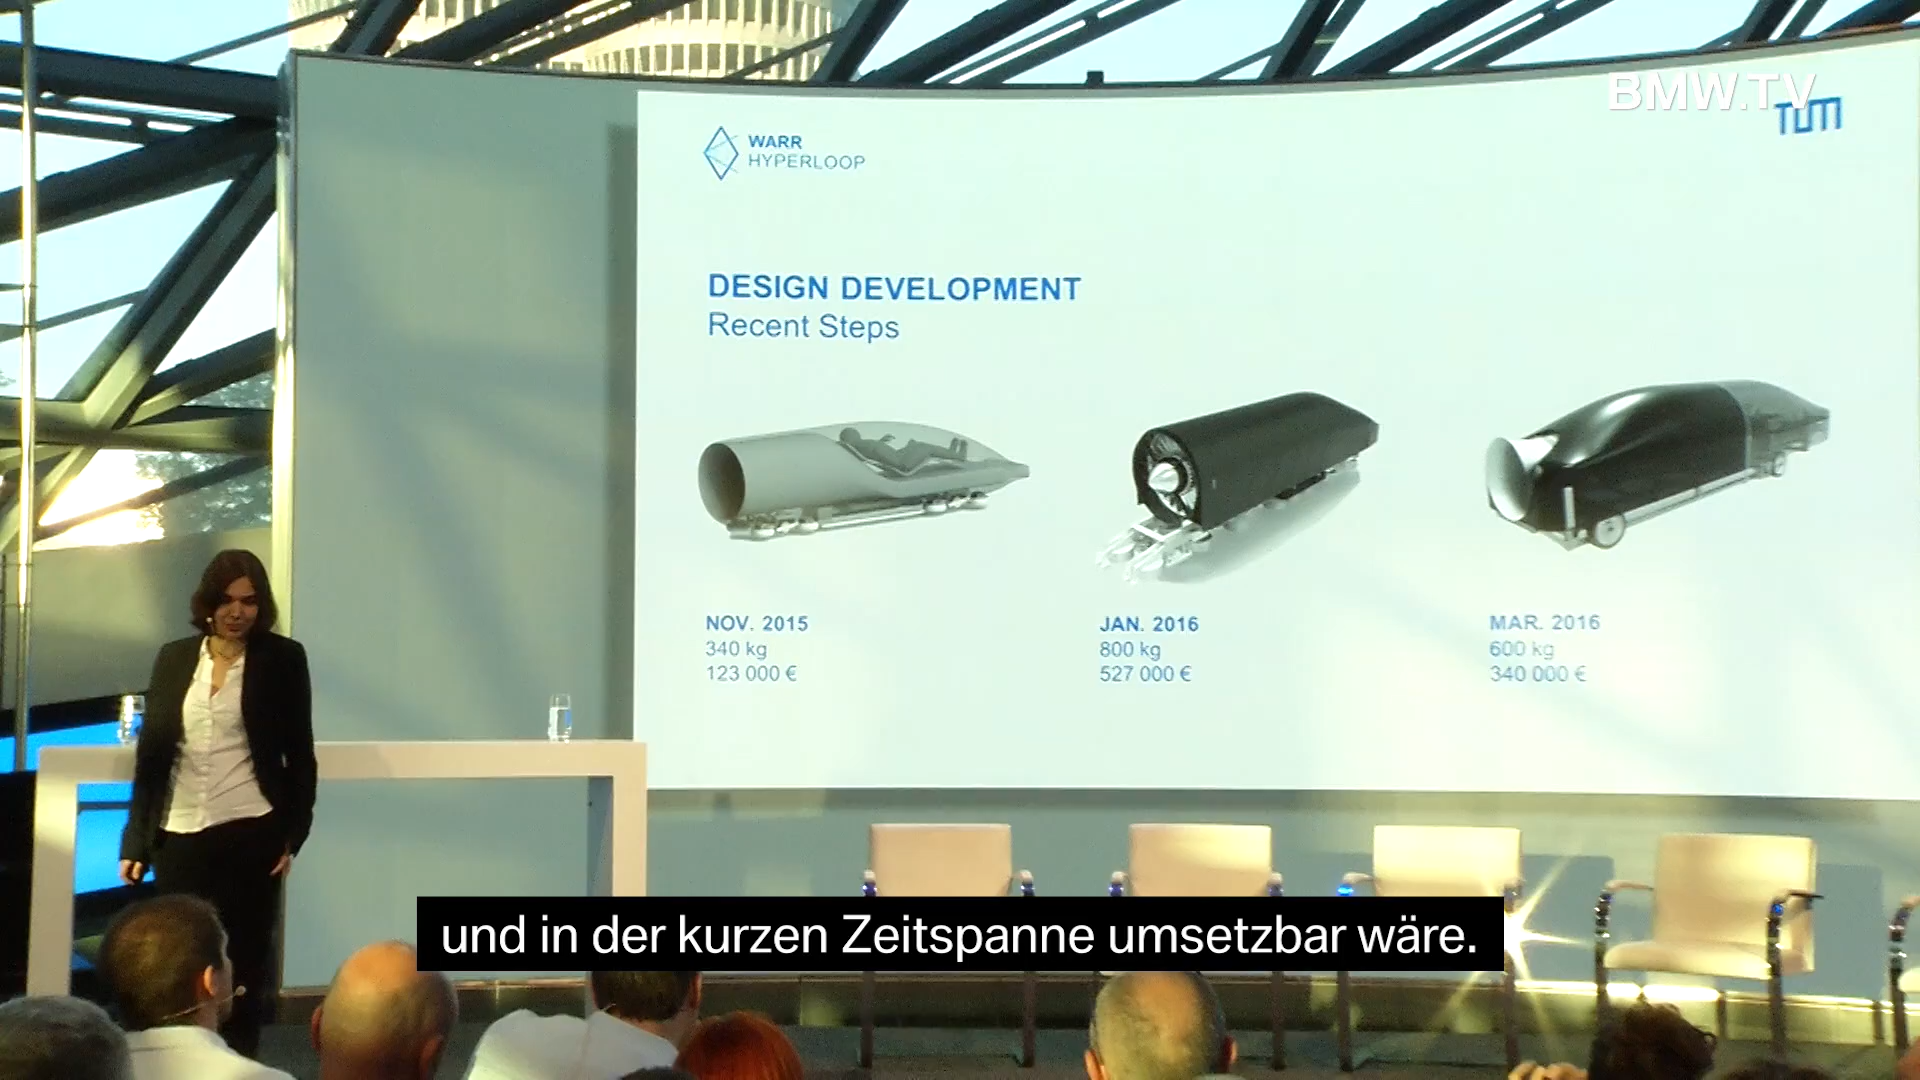 BMW.TV
TUM
WARR
HYPERLOOP
DESIGN DEVELOPMENT
Recent Steps
NOV. 2015
340 kg
123 000 €
JAN. 2016
800 kg
527 000 €
MAR. 2016
600 kg
340 000 €
und in der kurzen Zeitspanne umsetzbar wäre.